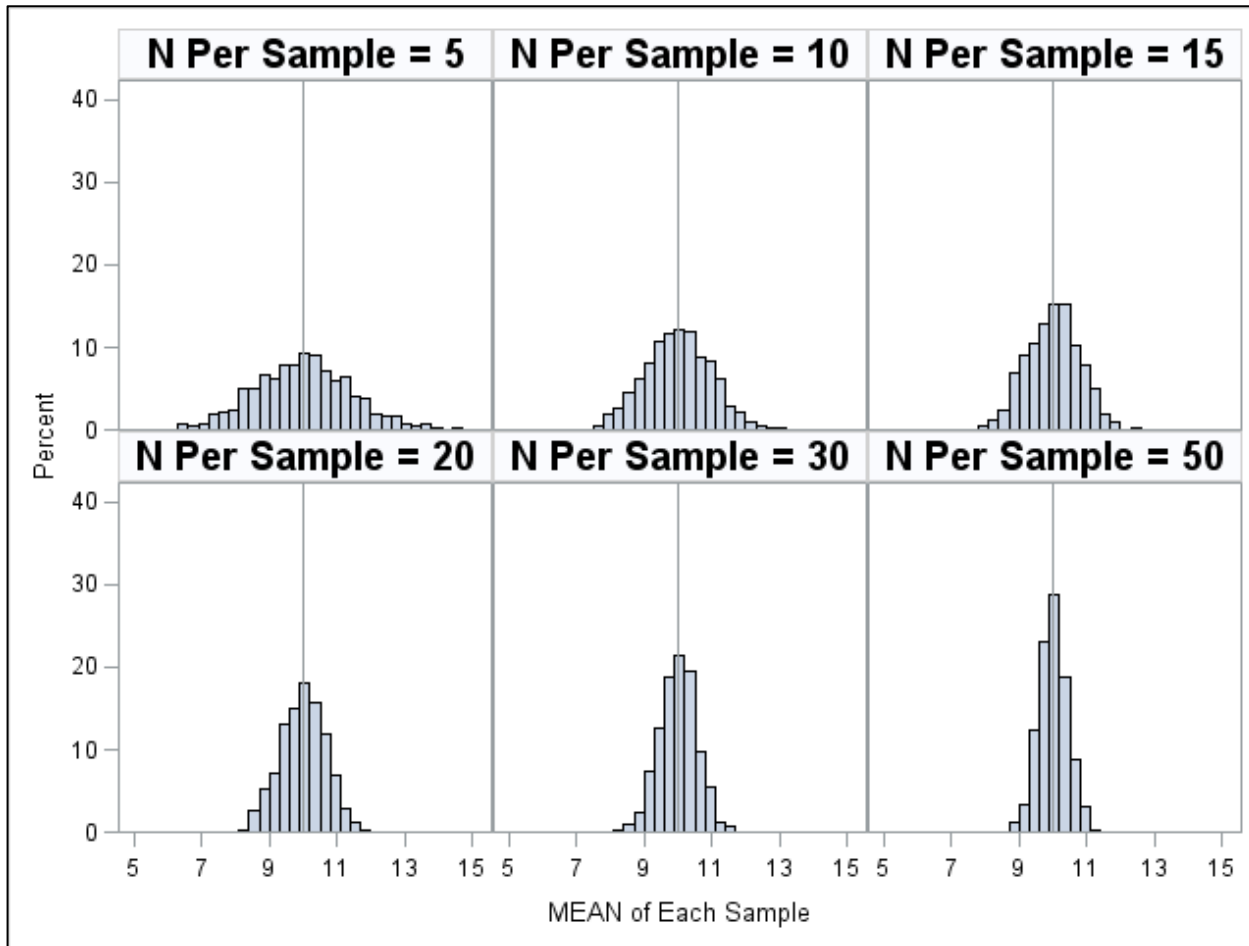 N Per Sample = 5
N Per Sample = 10
N Per Sample = 15
40
30
20
10
0
Percent
N Per Sample = 20
N Per Sample = 30
N Per Sample = 50
40
30
20
10
0
5 7 9 11 13 15 5 7 9 11 13 15 5 7 9 11 13 15
MEAN of Each Sample